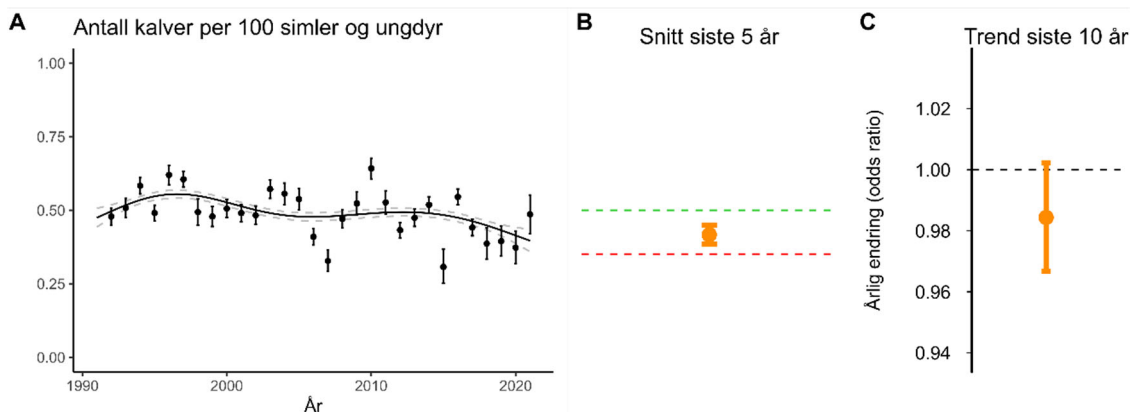 A
Antall kalver per 100 simler og ungdyr
1.00
0.75
0.50
0.25
0.00
1990
2000
2010
2020
År
B
Snitt siste 5 år
C
Trend siste 10 år
Årlig endring (odds ratio)
1.02
1.00
0.98
0.96
0.94